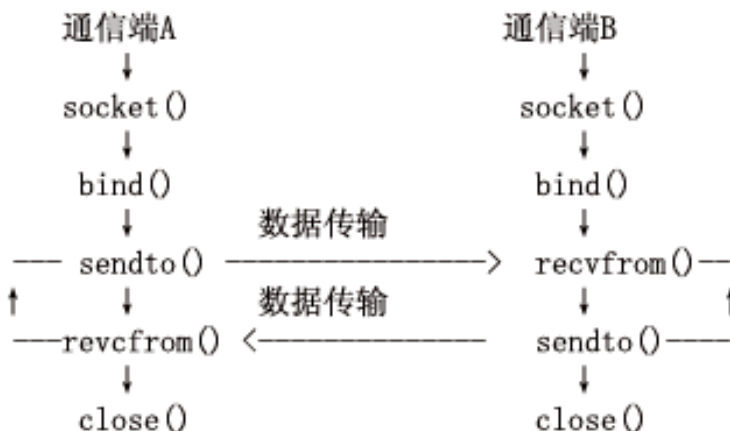 通信端A 通信端B
socket() socket()
bind() bind()
数据传输
sendto() recvfrom()
数据传输
revcfrom() sendto()
close() close()